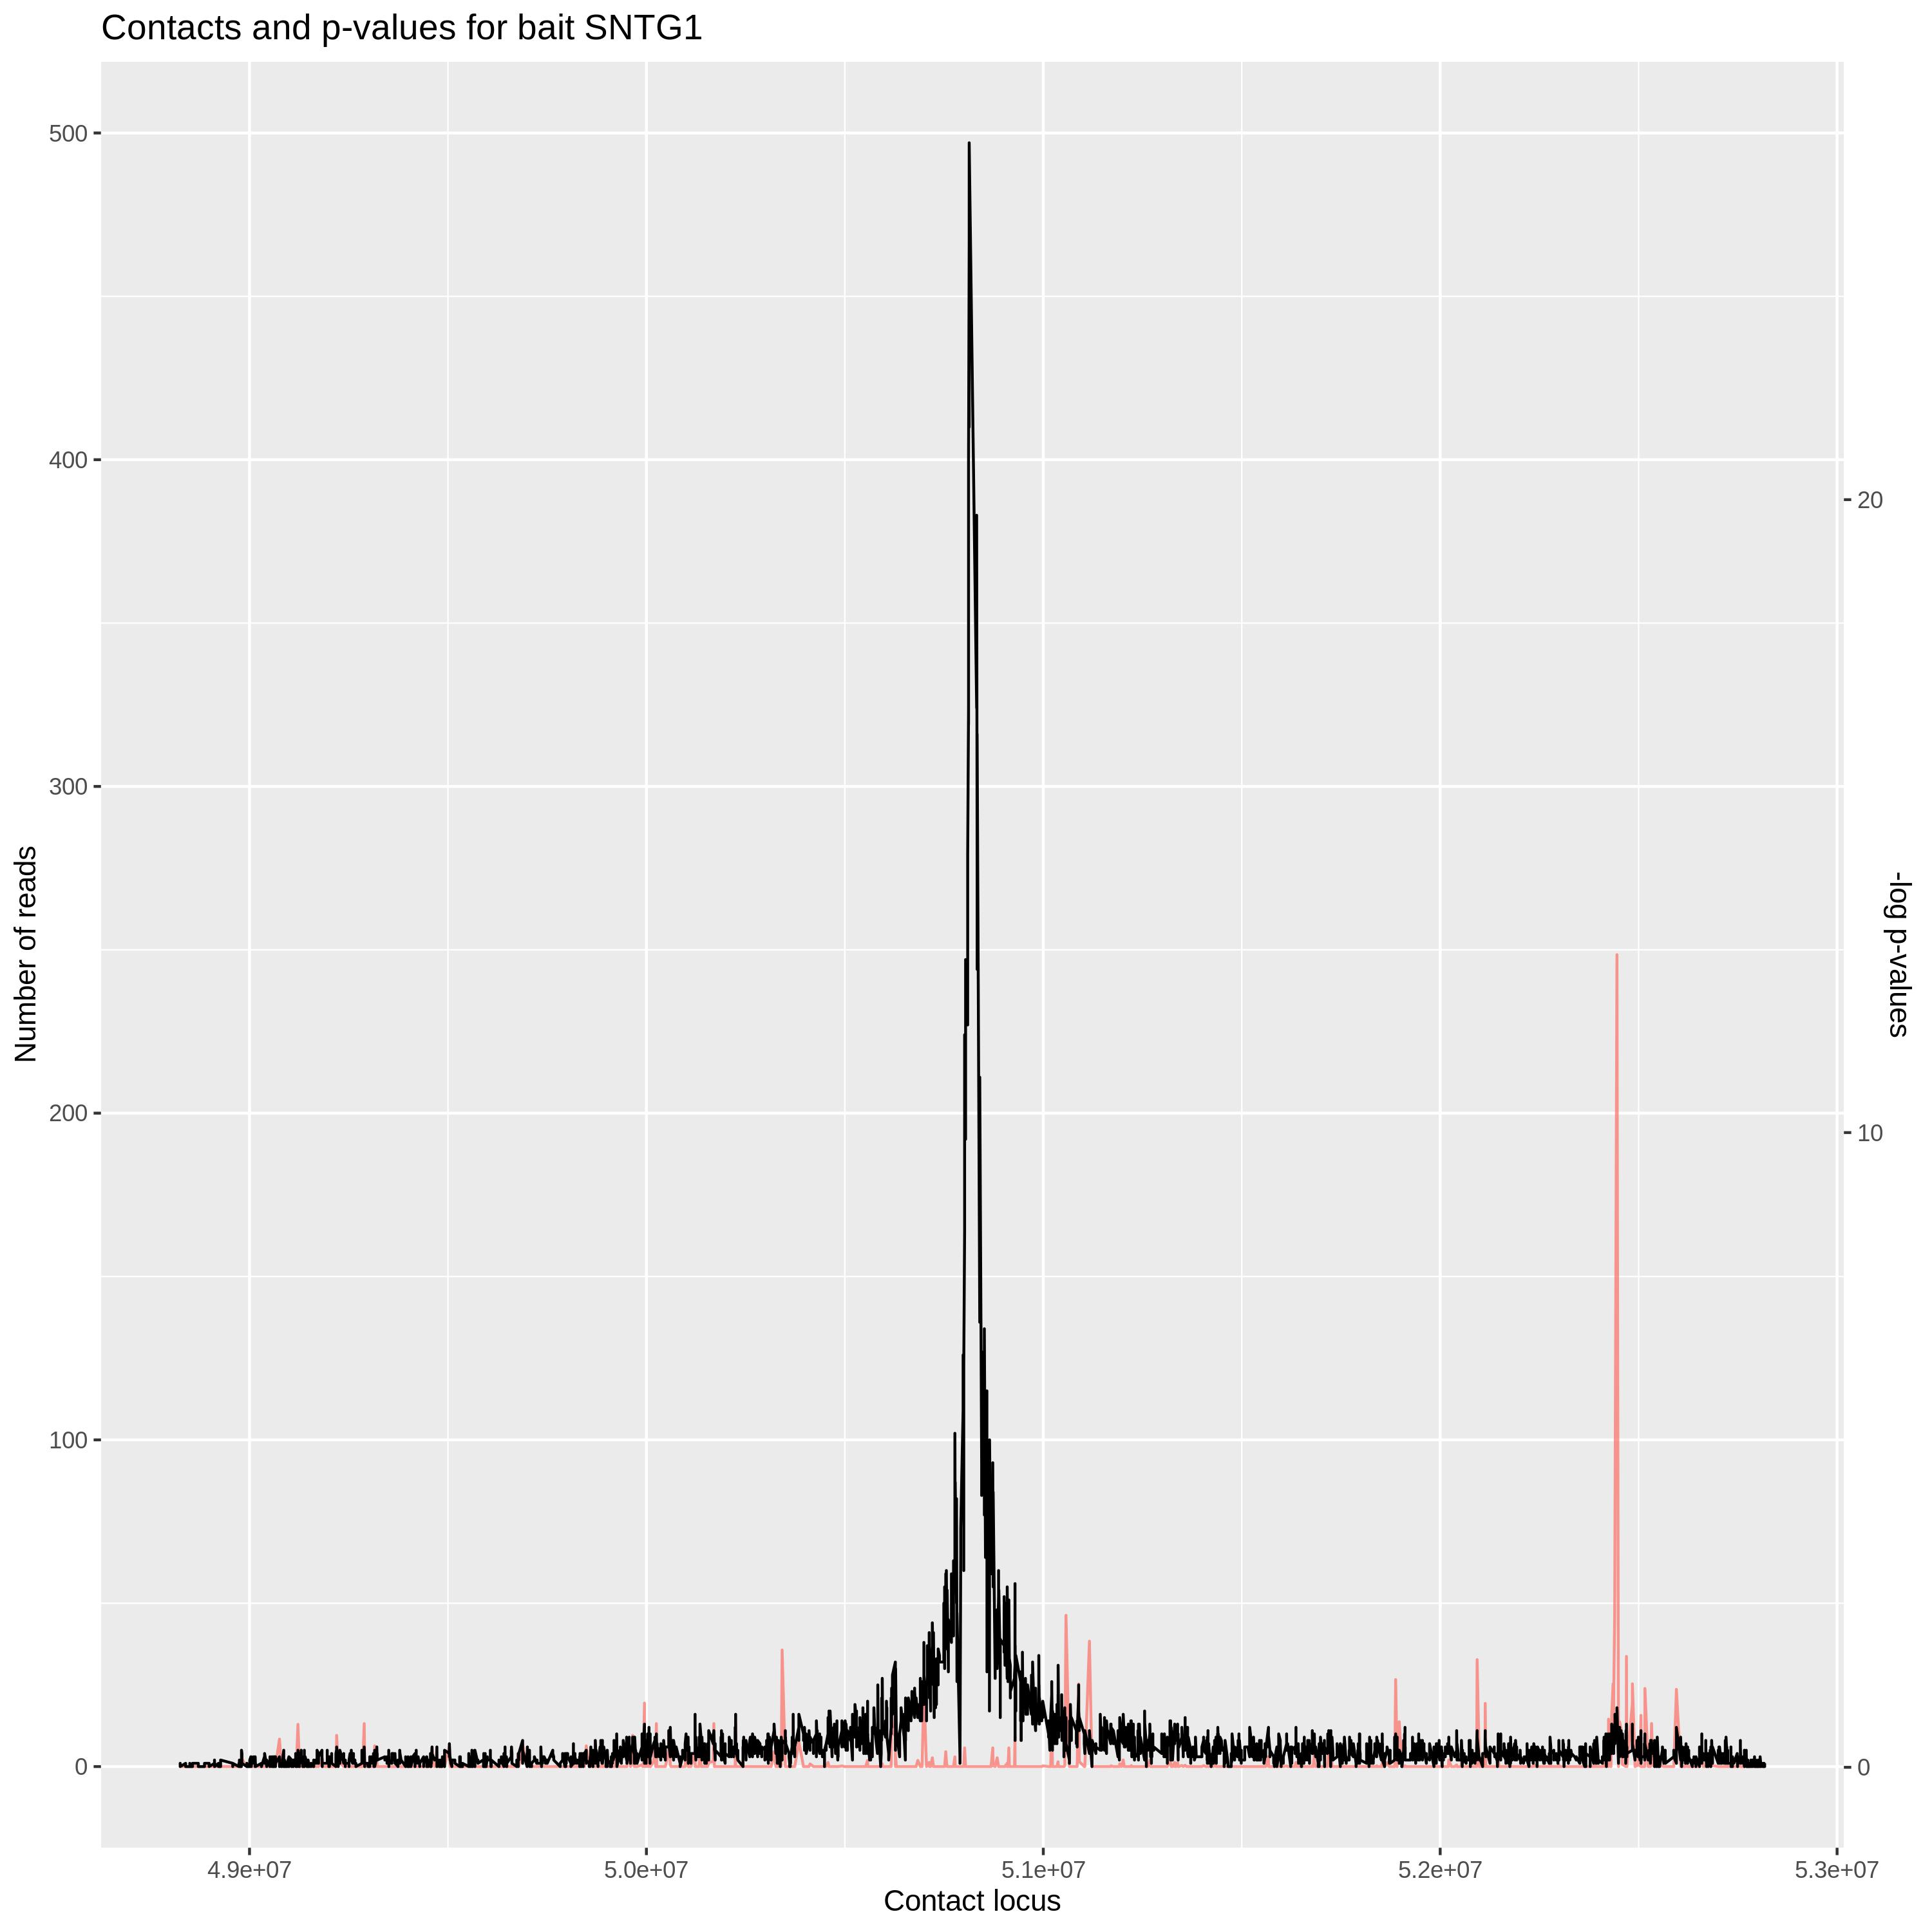 Contacts and p-values for bait SNTG1
500
400
300
200
100
0
Number of reads
20
10
0
-log p-values
4.9e+07
5.0e+07
5.1e+07
5.2e+07
5.3e+07
Contact locus